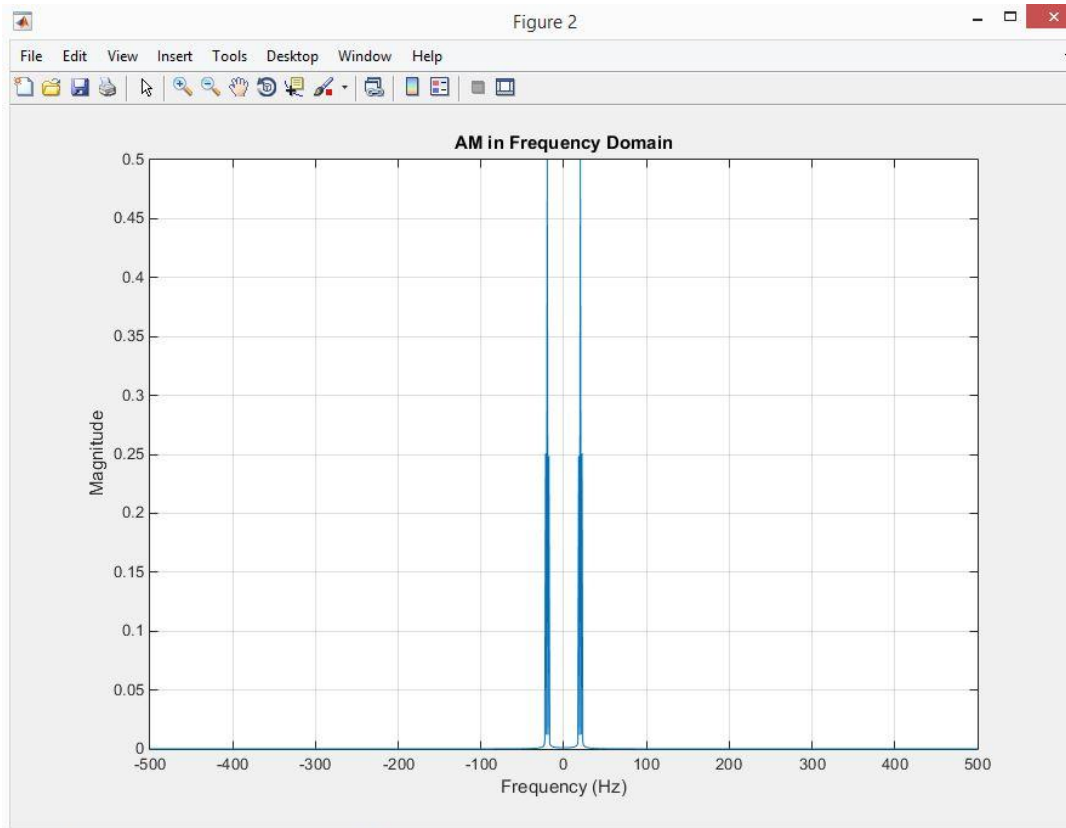 Figure 2
File Edit View Insert Tools Desktop Window Help
AM in Frequency Domain
0.5
0.45
0.4
0.35
0.3
0.25
0.2
0.15
0.1
0.05
0
Magnitude
-500 -400 -300 -200 -100 0 100 200 300 400 500
Frequency (Hz)